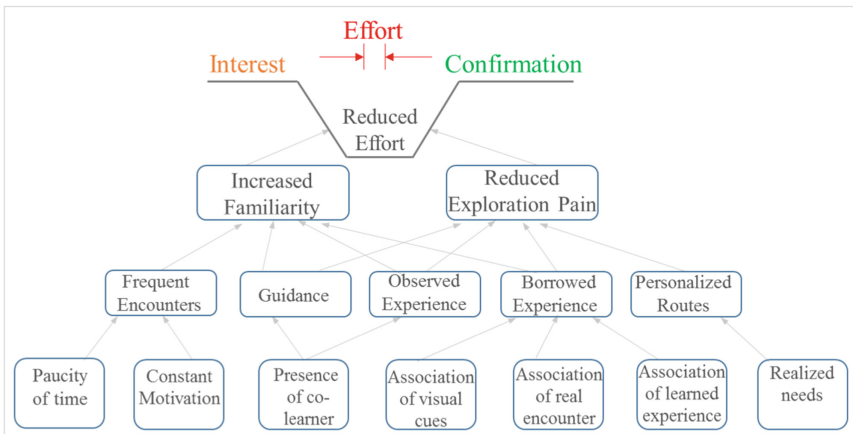 Effort
Interest
Confirmation
Reduced
Effort
Increased
Familiarity
Reduced
Exploration Pain
Frequent
Encounters
Guidance
Observed
Experience
Borrowed
Experience
Personalized
Routes
Paucity
of time
Constant
Motivation
Presence
of co-
learner
Association
of visual
cues
Association
of real
encounter
Association
of learned
experience
Realized
needs